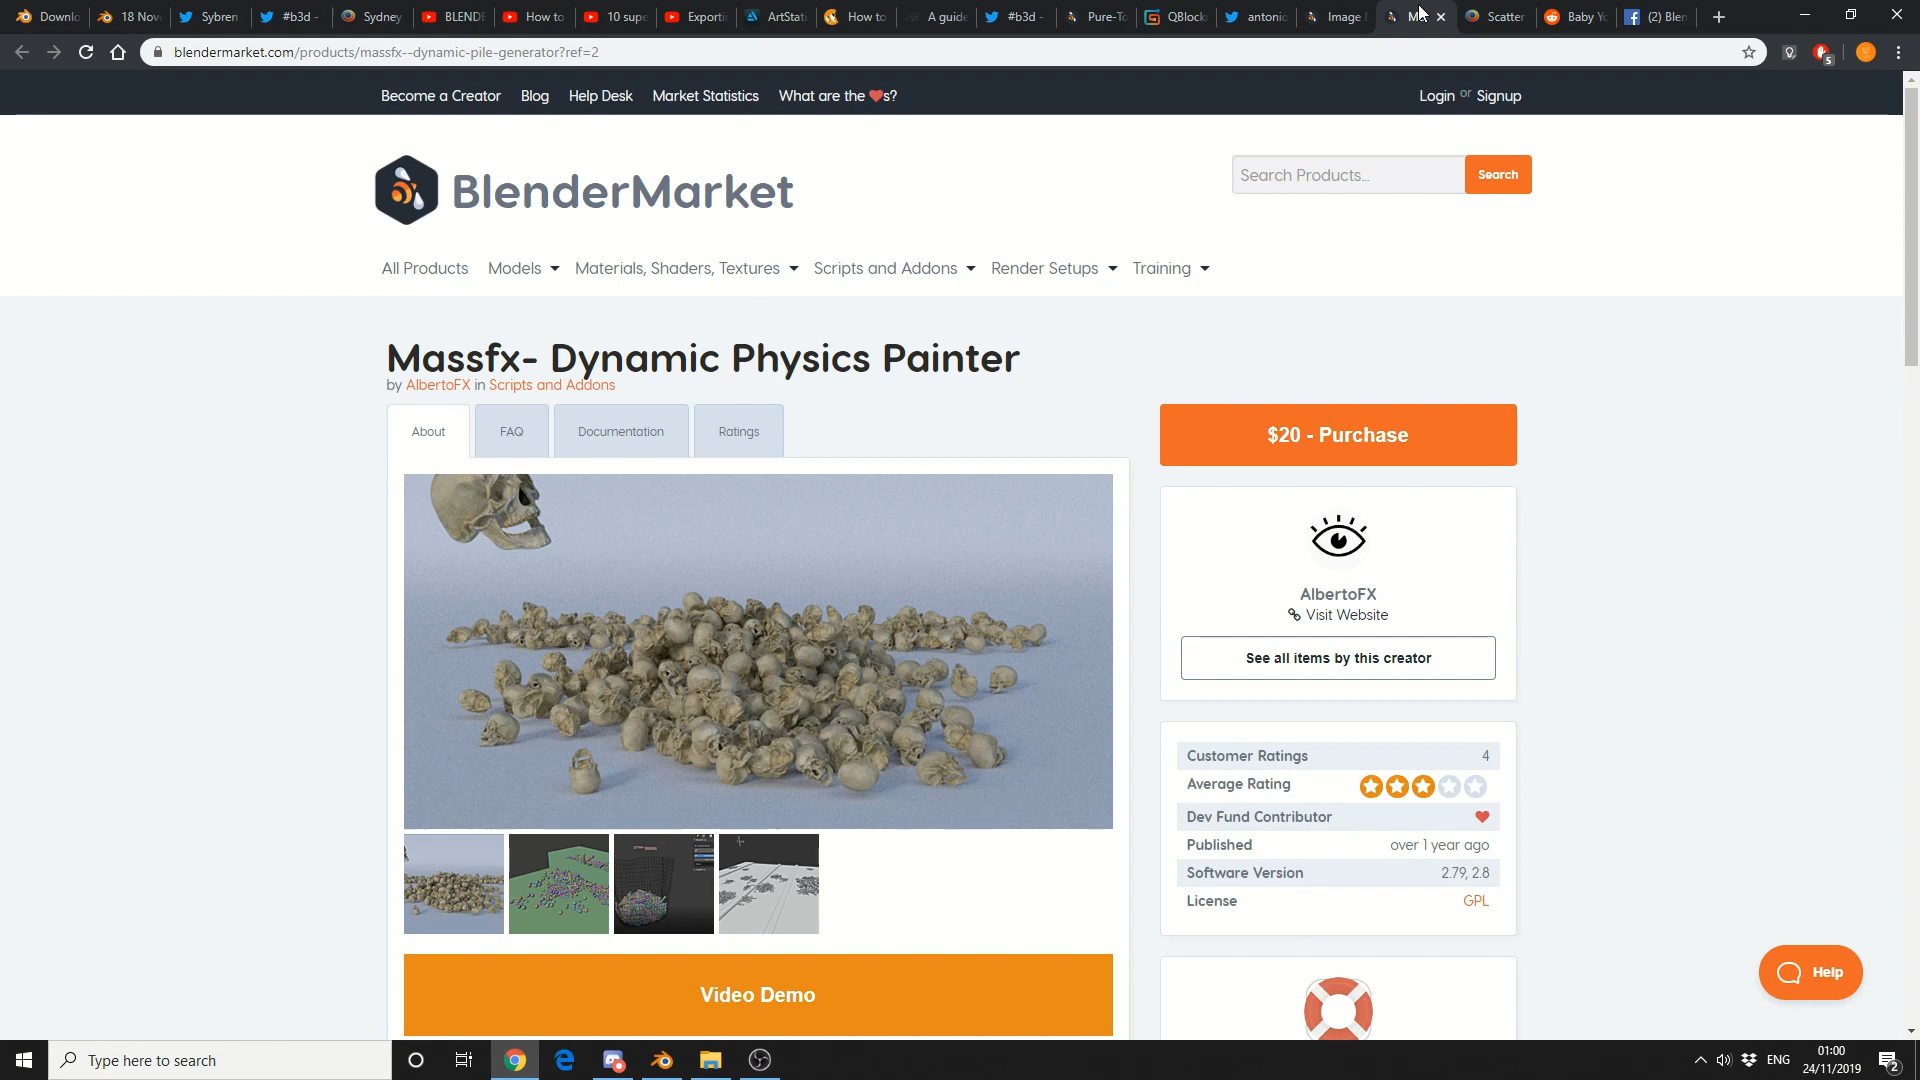 Downlo
18 Nov
Sybren
#b3d -
Sydney
BLENDE
How to
10 supe
Exporti
ArtStati
How to
A guide
#b3d -
Pure-To
QBlock
antonio
Image
M
Scatter
Baby Yo
(2) Blen
blendermarket.com/products/massfx--dynamic-pile-generator?ref=2
5
Become a Creator Blog Help Desk Market Statistics What are the ❤s?
Login or Signup
BlenderMarket
Search Products...
Search
All Products Models Materials, Shaders, Textures Scripts and Addons Render Setups Training
Massfx- Dynamic Physics Painter
by AlbertoFX in Scripts and Addons
About FAQ Documentation Ratings
$20 - Purchase
AlbertoFX
Visit Website
See all items by this creator
Customer Ratings 4
Average Rating
Dev Fund Contributor
Published over 1 year ago
Software Version 2.79, 2.8
License GPL
Video Demo
Help
Type here to search
ENG
01:00
24/11/2019
2